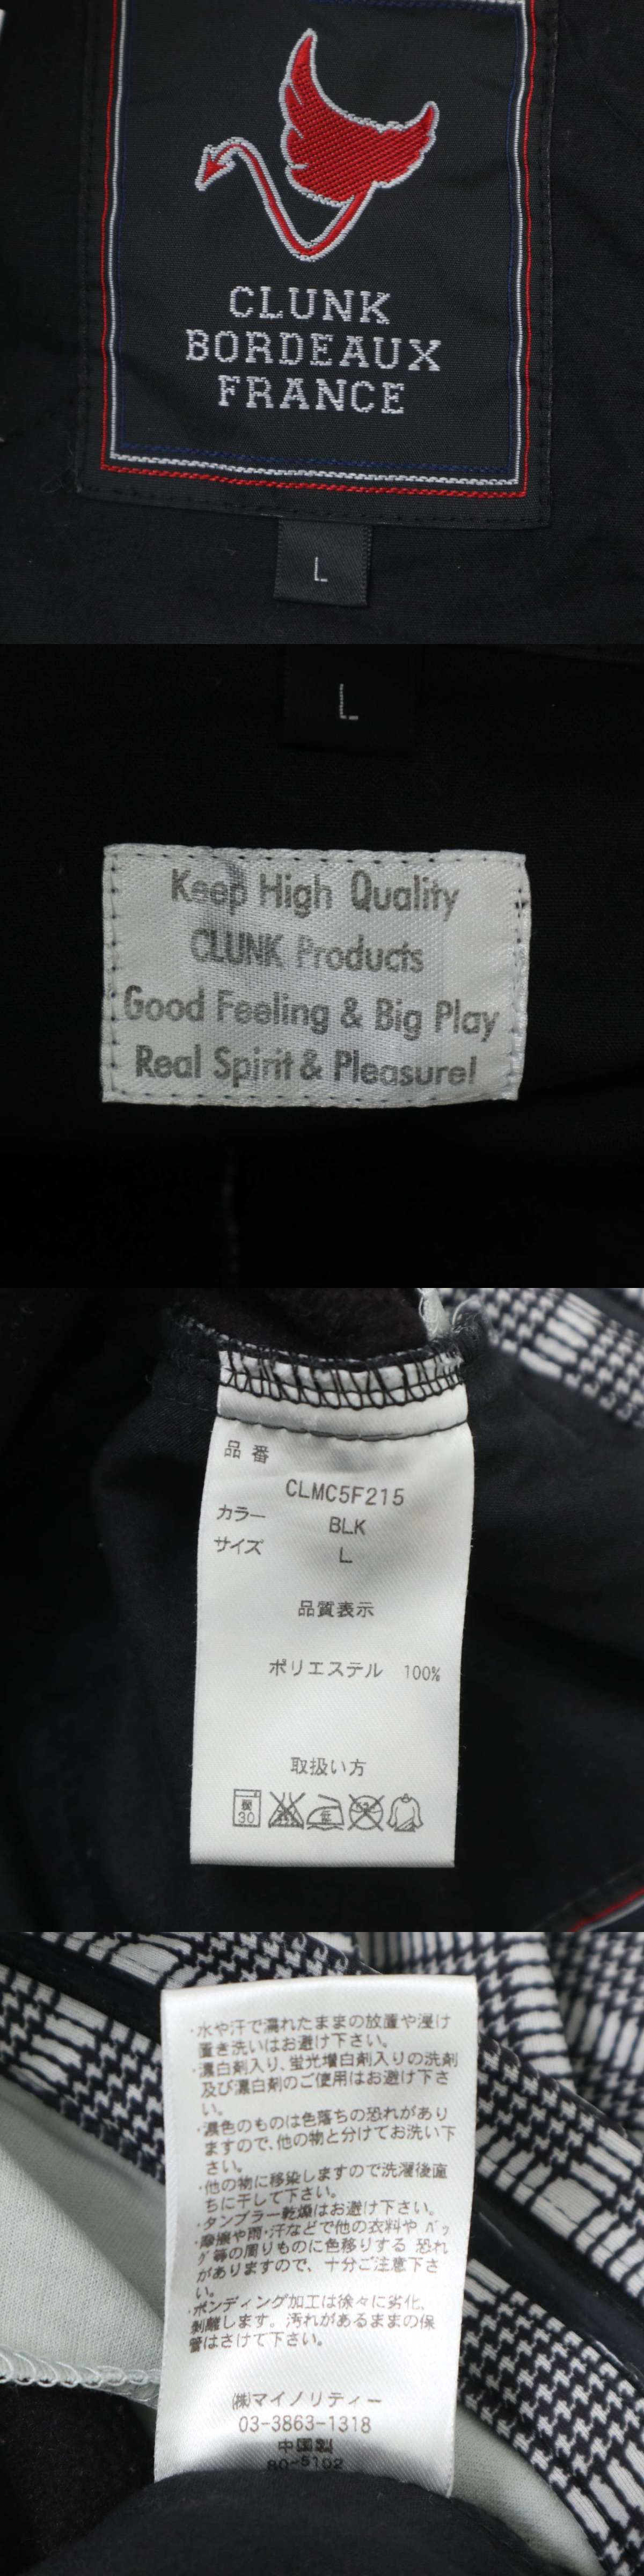 CLUNK
BORDEAUX
FRANCE
L
L
Keep High Quality
CLUNK Products
Good Feeling & Big Play
Real Spirit & Pleasure!
品 番
CLMC5F215
カラー
BLK
サイズ
L
品質表示
ポリエステル 100%
取扱い方
30
・水や汗で濡れたままの放置や浸け
置き洗いはお避け下さい。
・漂白剤入り、蛍光増白剤入りの洗剤
及び漂白剤のご使用はお避け下さ
い。
・濃色のものは色落ちの恐れがあり
ますので、他の物と分けてお洗い下
さい。
・他の物に移染しますので洗濯後直
ちに干して下さい。
・タンブラー乾燥はお避け下さい。
・摩擦や雨・汗などで他の衣料や バッ
グ等の周りものに色移りする 恐れ
がありますので、十分ご注意下さ
い。
・ボンディング加工は徐々に劣化、
剥離します。汚れがあるままの保
管はさけて下さい。
(株)マイノリティー
03-3863-1318
中国製
80-5102